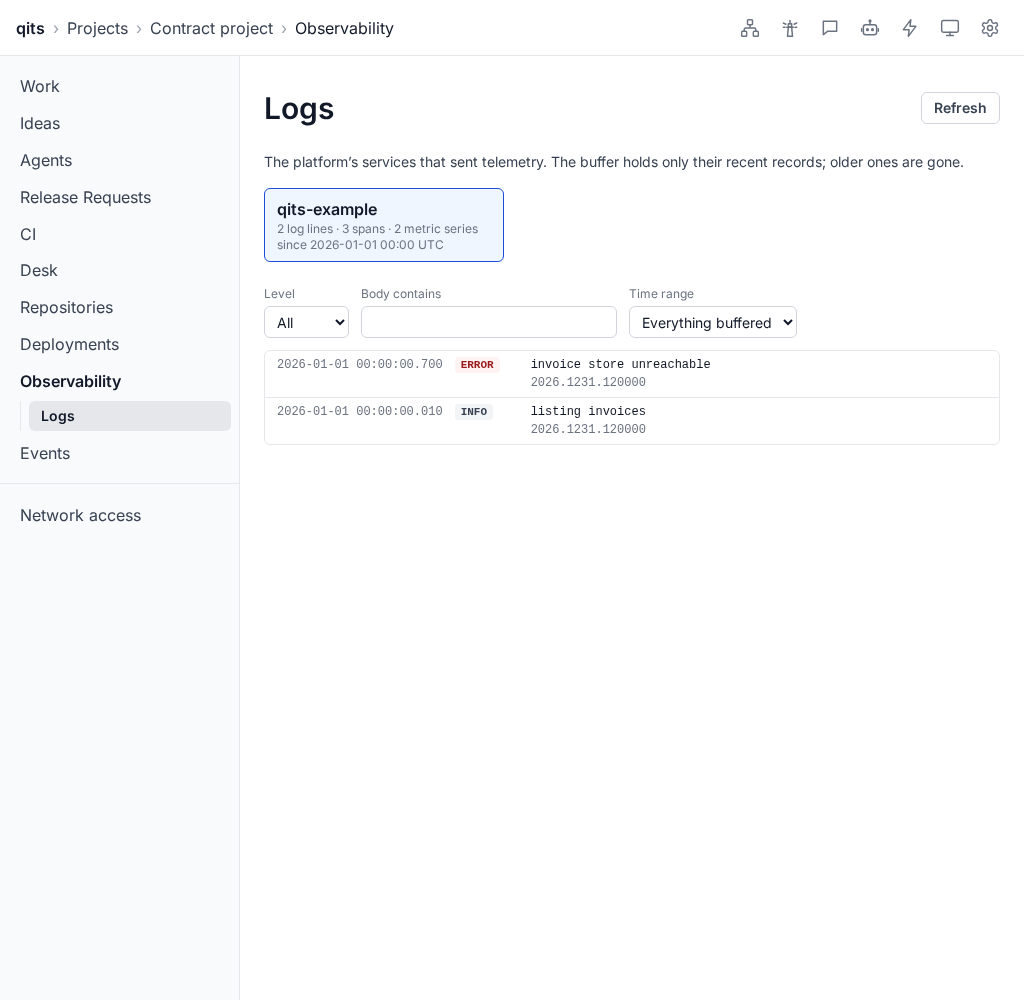 qits › Projects › Contract project › Observability
Work
Ideas
Agents
Release Requests
CI
Desk
Repositories
Deployments
Observability
Logs
Events
Network access
Logs
Refresh
The platform's services that sent telemetry. The buffer holds only their recent records; older ones are gone.
qits-example
2 log lines · 3 spans · 2 metric series
since 2026-01-01 00:00 UTC
Level Body contains Time range
All Everything buffered
2026-01-01 00:00:00.700 ERROR invoice store unreachable
2026.1231.120000
2026-01-01 00:00:00.010 INFO listing invoices
2026.1231.120000